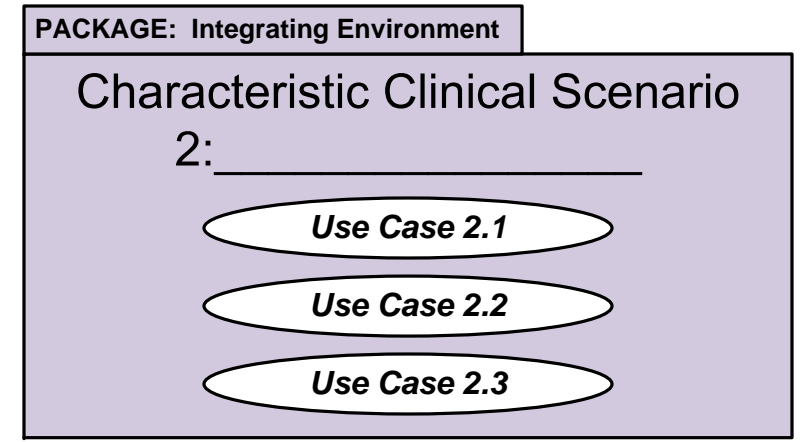 PACKAGE: Integrating Environment
Characteristic Clinical Scenario
2:_________________
Use Case 2.1
Use Case 2.2
Use Case 2.3